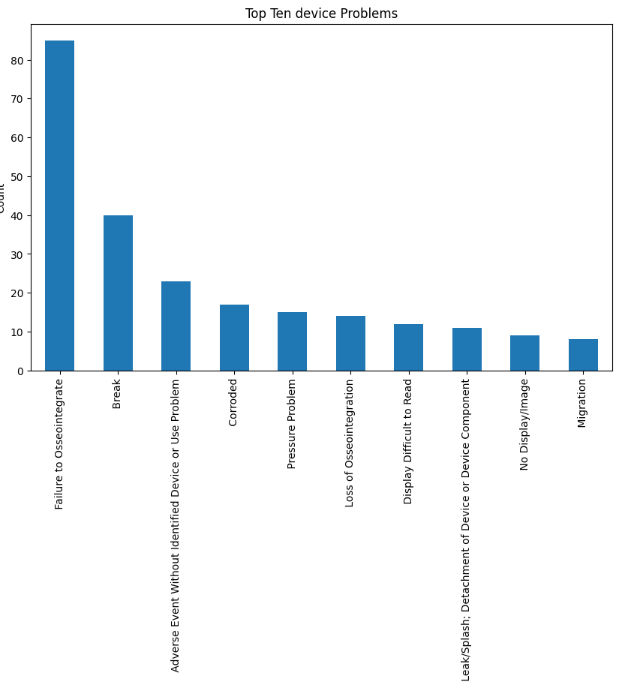 Top Ten device Problems
80
70
60
50
40
30
20
10
0
Count
Failure to Osseointegrate
Break
Adverse Event Without Identified Device or Use Problem
Corroded
Pressure Problem
Loss of Osseointegration
Display Difficult to Read
Leak/Splash; Detachment of Device or Device Component
No Display/Image
Migration